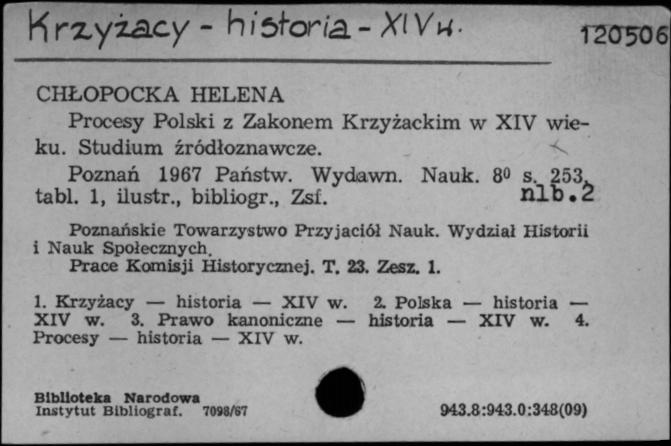 Krzyżacy - historia - XIV w.
120506
CHŁOPOCKA HELENA
Procesy Polski z Zakonem Krzyżackim w XIV wie-
ku. Studium źródłoznawcze.
Poznań 1967 Państw. Wydawn. Nauk. 8⁰ s. 253,
tabl. 1, ilustr., bibliogr., Zsf. nlb.2
Poznańskie Towarzystwo Przyjaciół Nauk. Wydział Historii
i Nauk Społecznych.
Prace Komisji Historycznej. T. 23. Zesz. 1.
1. Krzyżacy — historia — XIV w. 2. Polska — historia —
XIV w. 3. Prawo kanoniczne — historia — XIV w. 4.
Procesy — historia — XIV w.
Biblioteka Narodowa
Instytut Bibliograf. 7098/67
943.8:943.0:348(09)